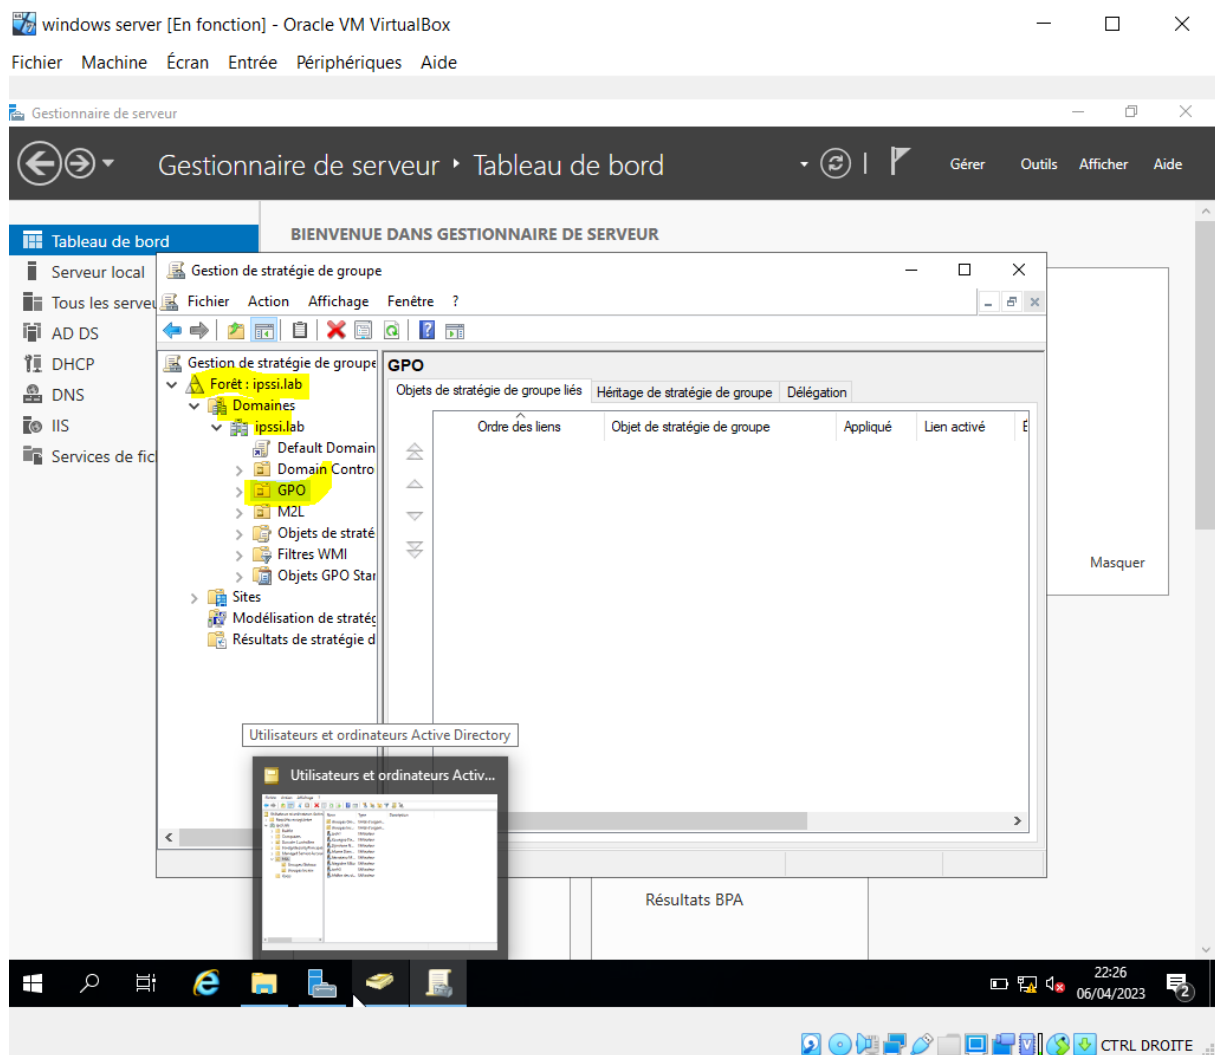 windows server [En fonction] - Oracle VM VirtualBox
Fichier Machine Écran Entrée Périphériques Aide
Gestionnaire de serveur
Gestionnaire de serveur • Tableau de bord
Gérer Outils Afficher Aide
Tableau de bord
Serveur local
Tous les serveu
AD DS
DHCP
DNS
IIS
Services de fic
BIENVENUE DANS GESTIONNAIRE DE SERVEUR
Gestion de stratégie de groupe
Fichier Action Affichage Fenêtre ?
Gestion de stratégie de groupe
Forêt : ipssi.lab
Domaines
ipssi.lab
Default Domain
Domain Contro
GPO
M2L
Objets de straté
Filtres WMI
Objets GPO Star
Sites
Modélisation de stratég
Résultats de stratégie d
GPO
Objets de stratégie de groupe liés Héritage de stratégie de groupe Délégation
Ordre des liens Objet de stratégie de groupe Appliqué Lien activé É
Masquer
Utilisateurs et ordinateurs Active Directory
Utilisateurs et ordinateurs Activ...
Résultats BPA
22:26
06/04/2023
2
CTRL DROITE